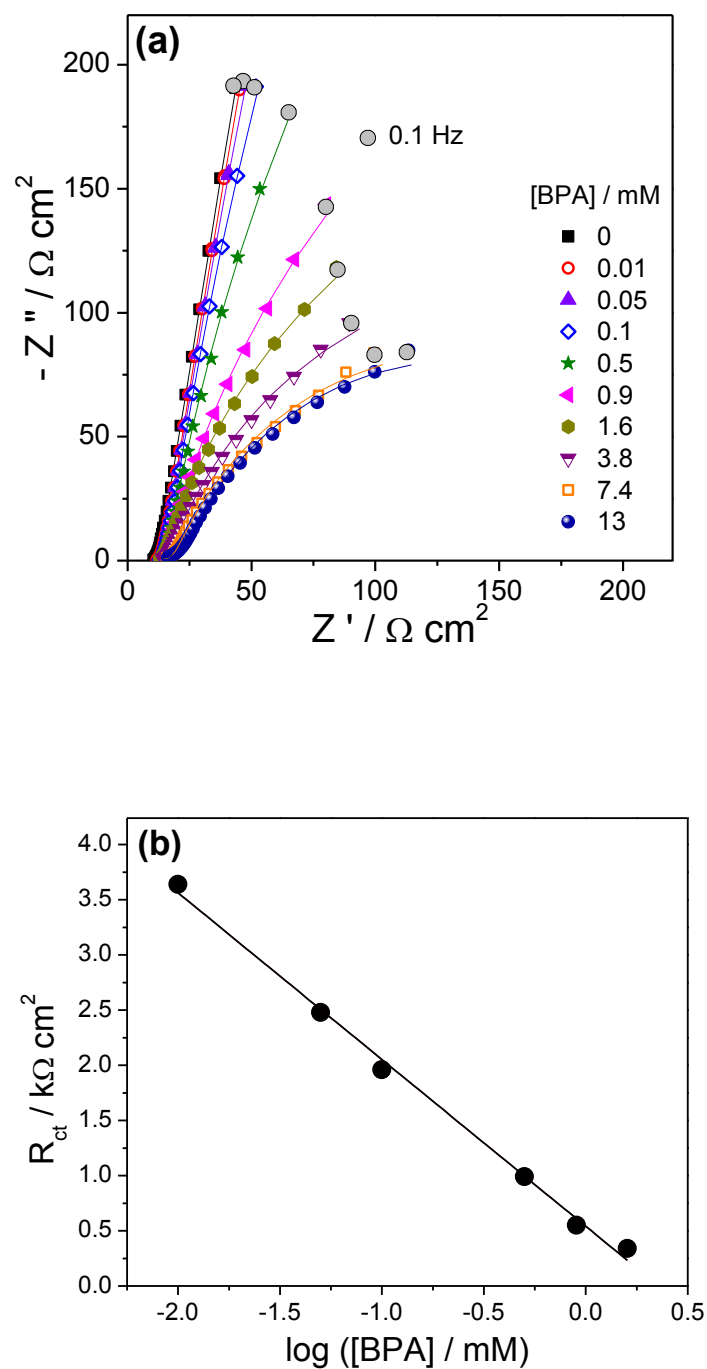 (a)
200
150
100
50
0
- Z '' / Ω cm²
0.1 Hz
[BPA] / mM
0
0.01
0.05
0.1
0.5
0.9
1.6
3.8
7.4
13
0 50 100 150 200
Z ' / Ω cm²
(b)
4.0
3.5
3.0
2.5
2.0
1.5
1.0
0.5
0.0
R_ct / kΩ cm²
-2.0 -1.5 -1.0 -0.5 0.0 0.5
log ([BPA] / mM)